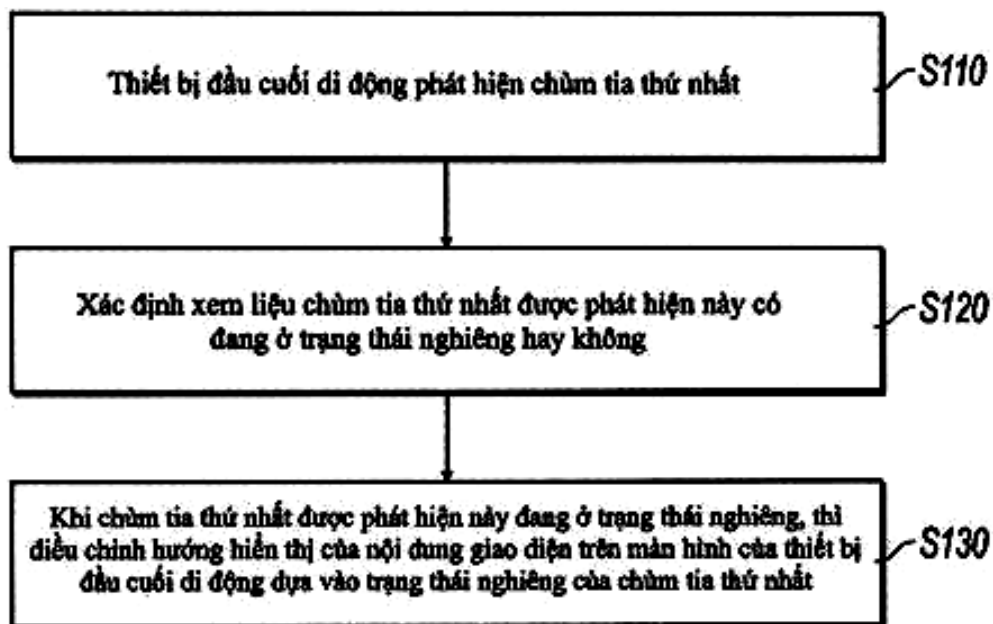 Thiết bị đầu cuối di động phát hiện chùm tia thứ nhất
S110
Xác định xem liệu chùm tia thứ nhất được phát hiện này có
đang ở trạng thái nghiêng hay không
S120
Khi chùm tia thứ nhất được phát hiện này đang ở trạng thái nghiêng, thì
điều chỉnh hướng hiển thị của nội dung giao diện trên màn hình của thiết bị
đầu cuối di động dựa vào trạng thái nghiêng của chùm tia thứ nhất
S130